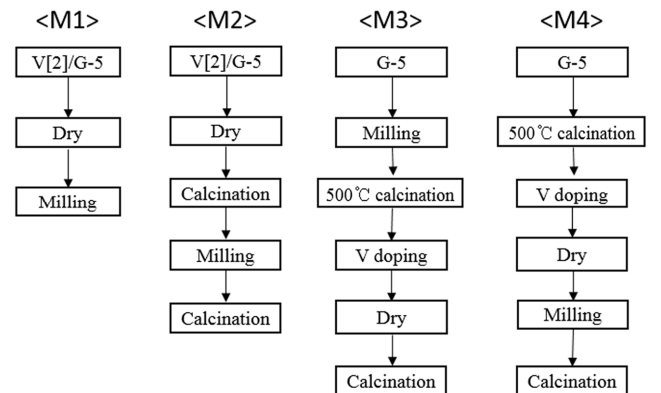 <M1>
V[2]/G-5
Dry
Milling
<M2>
V[2]/G-5
Dry
Calcination
Milling
Calcination
<M3>
G-5
Milling
500℃ calcination
V doping
Dry
Calcination
<M4>
G-5
500℃ calcination
V doping
Dry
Milling
Calcination